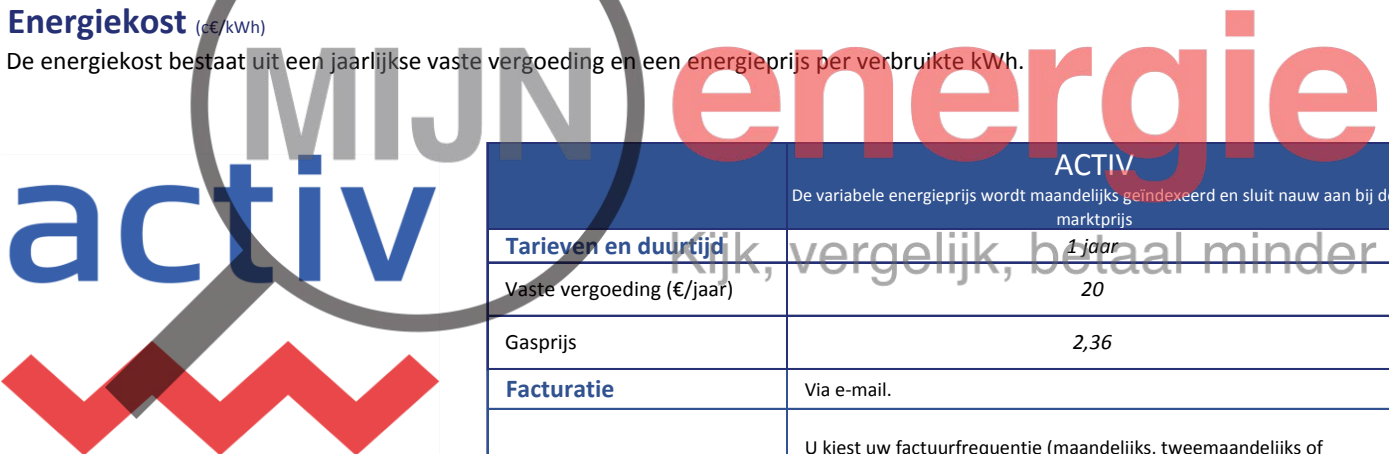 Energiekost (c€/kWh)
De energiekost bestaat uit een jaarlijkse vaste vergoeding en een energieprijs per verbruikte kWh.
MIJN energie
Kijk, vergelijk, betaal minder
activ
ACTIV
De variabele energieprijs wordt maandelijks geïndexeerd en sluit nauw aan bij de
marktprijs
Tarieven en duurtijd 1 jaar
Vaste vergoeding (€/jaar) 20
Gasprijs 2,36
Facturatie Via e-mail.
U kiest uw factuurfrequentie (maandelijks, tweemaandelijks of